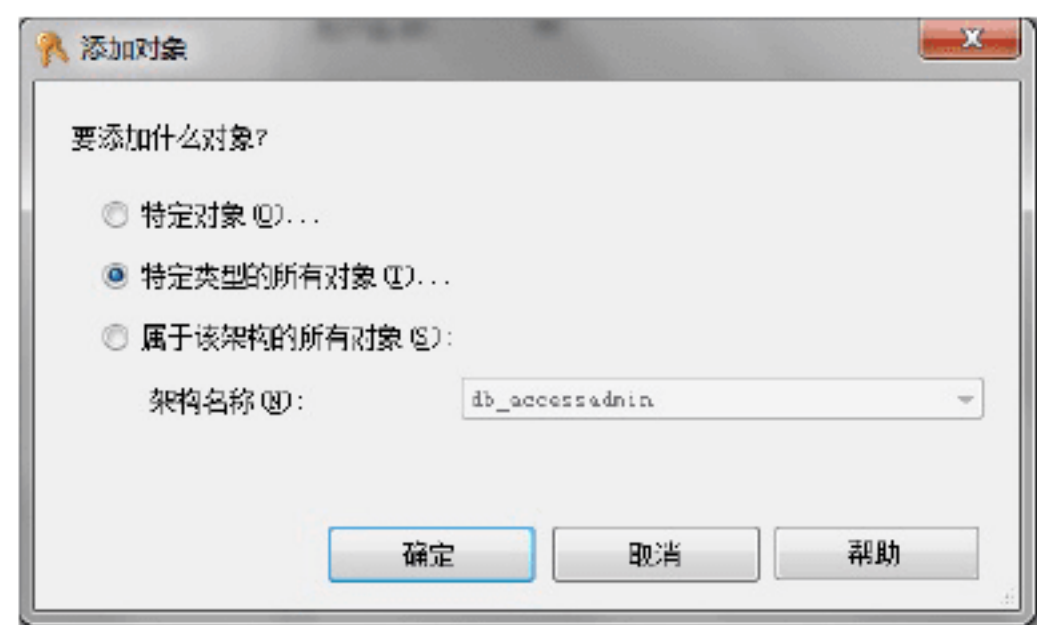 添加对象
要添加什么对象?
特定对象(O)...
特定类型的所有对象(T)...
属于该架构的所有对象(S):
架构名称(N): db_accessadmin
确定 取消 帮助